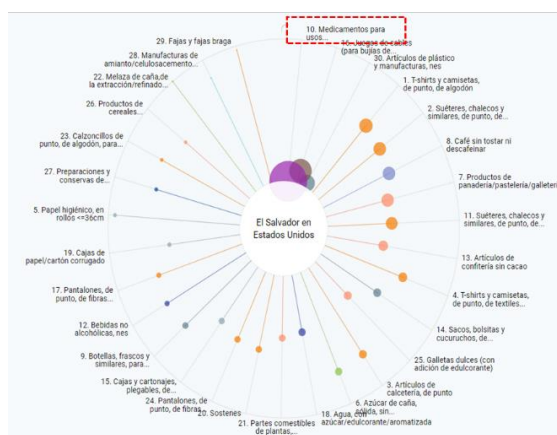 10. Medicamentos para
usos...
16. Juegos de cables
(para bujías de...
30. Artículos de plástico
y manufacturas, nes
1. T-shirts y camisetas,
de punto, de algodón
2. Suéteres, chalecos y
similares, de punto, de...
8. Café sin tostar ni
descafeinar
7. Productos de
panadería/pastelería/galleterí
11. Suéteres, chalecos y
similares, de punto, de...
13. Artículos de
confitería sin cacao
4. T-shirts y camisetas,
de punto, de textiles...
14. Sacos, bolsitas y
cucuruchos, de...
25. Galletas dulces (con
adición de edulcorante)
3. Artículos de
calcetería, de punto
6. Azúcar de caña,
sólida, sin...
18. Agua, con
azúcar/edulcorante/aromatizada
21. Partes comestibles
de plantas,...
20. Sostenes
24. Pantalones, de
punto, de fibras...
15. Cajas y cartonajes,
plegables, de...
9. Botellas, frascos y
similares, para...
12. Bebidas no
alcohólicas, nes
17. Pantalones, de
punto, de fibras...
19. Cajas de
papel/cartón corrugado
5. Papel higiénico, en
rollos <=36cm
27. Preparaciones y
conservas de...
23. Calzoncillos de
punto, de algodón, para...
26. Productos de
cereales...
22. Melaza de caña,de
la extracción/refinado...
28. Manufacturas de
amianto/celulosacemento...
29. Fajas y fajas braga
El Salvador en
Estados Unidos